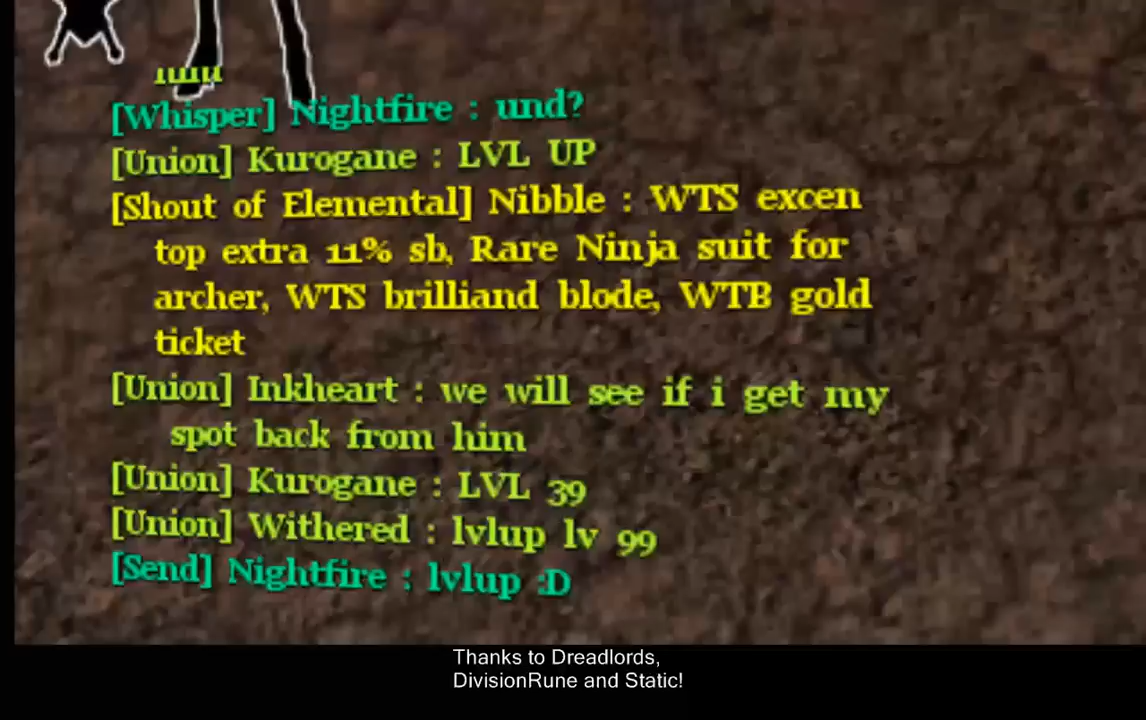 [Whisper] Nightfire : und?
[Union] Kurogane : LVL UP
[Shout of Elemental] Nibble : WTS excen
top extra 11% sb, Rare Ninja suit for
archer, WTS brilliand blode, WTB gold
ticket
[Union] Inkheart : we will see if i get my
spot back from him
[Union] Kurogane : LVL 39
[Union] Withered : lvlup lv 99
[Send] Nightfire : lvlup :D
Thanks to Dreadlords,
DivisionRune and Static!